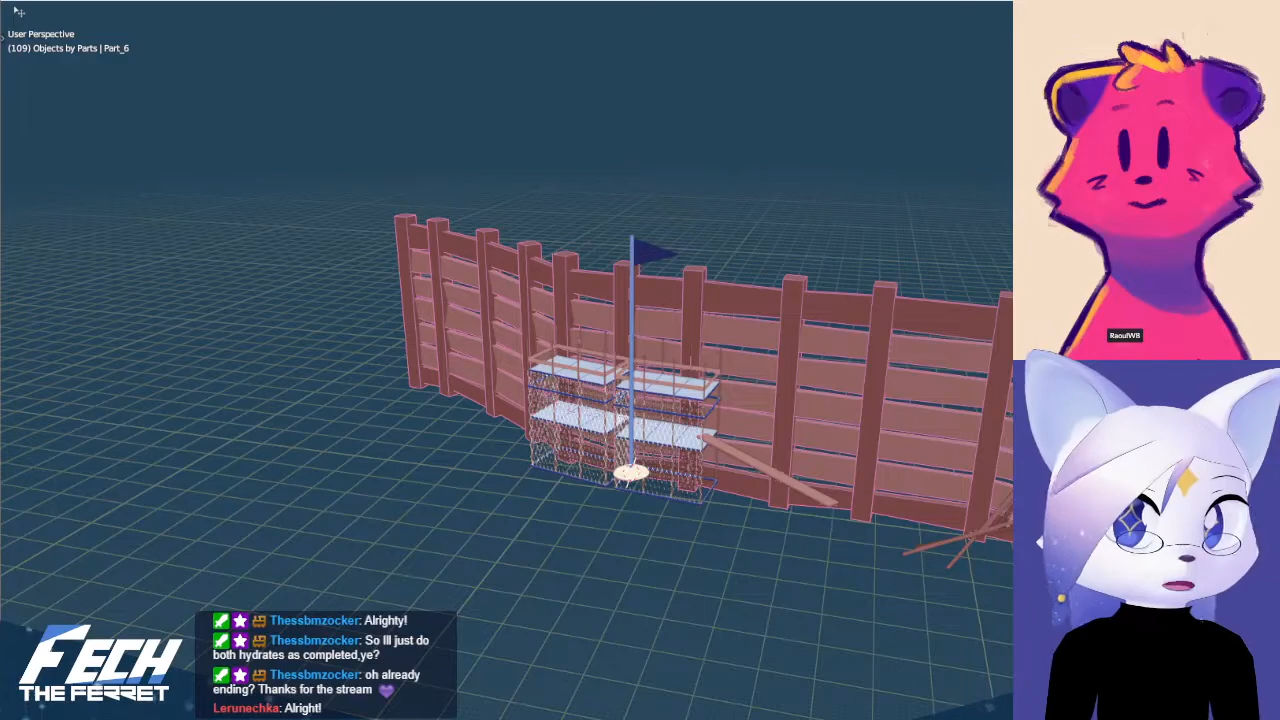 User Perspective
(109) Objects by Parts | Part_6
RaoulWB
Thessbmzocker: Alrighty!
Thessbmzocker: So Ill just do
both hydrates as completed,ye?
Thessbmzocker: oh already
ending? Thanks for the stream
Lerunechka: Alright!
FECH
THE FERRET